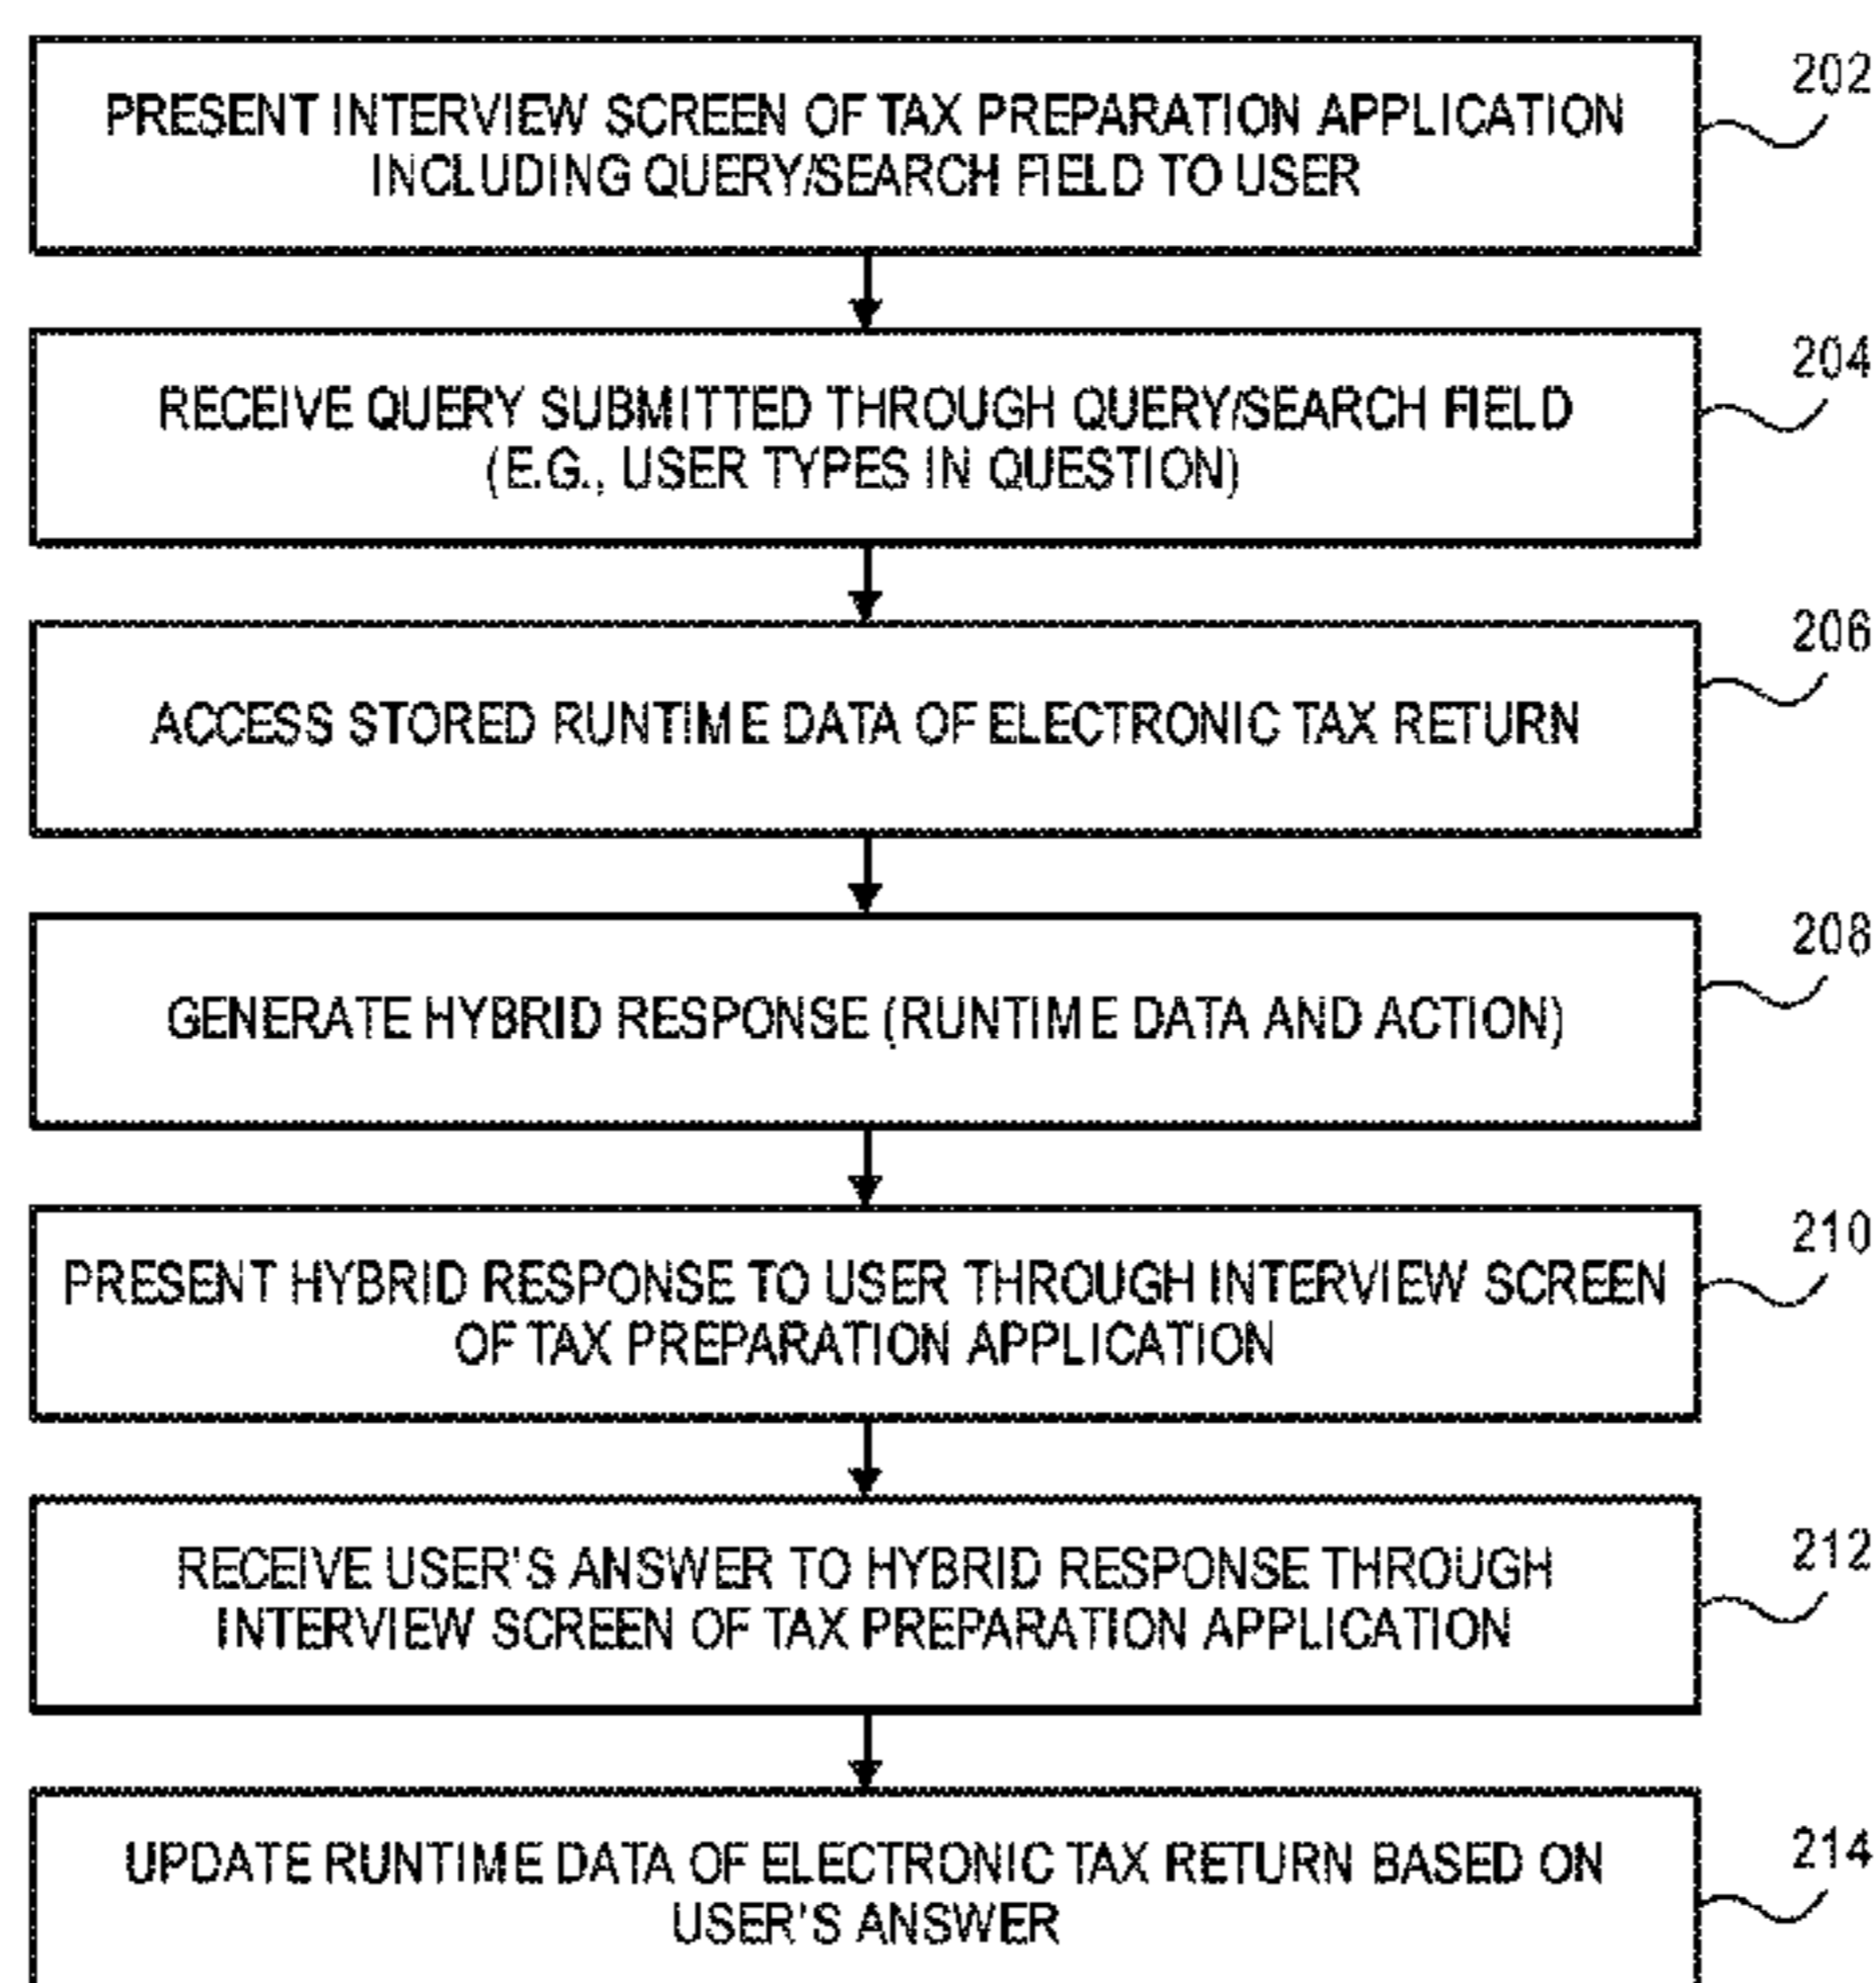 PRESENT INTERVIEW SCREEN OF TAX PREPARATION APPLICATION
INCLUDING QUERY/SEARCH FIELD TO USER
202
RECEIVE QUERY SUBMITTED THROUGH QUERY/SEARCH FIELD
(E.G., USER TYPES IN QUESTION)
204
ACCESS STORED RUNTIME DATA OF ELECTRONIC TAX RETURN
206
GENERATE HYBRID RESPONSE (RUNTIME DATA AND ACTION)
208
PRESENT HYBRID RESPONSE TO USER THROUGH INTERVIEW SCREEN
OF TAX PREPARATION APPLICATION
210
RECEIVE USER'S ANSWER TO HYBRID RESPONSE THROUGH
INTERVIEW SCREEN OF TAX PREPARATION APPLICATION
212
UPDATE RUNTIME DATA OF ELECTRONIC TAX RETURN BASED ON
USER'S ANSWER
214